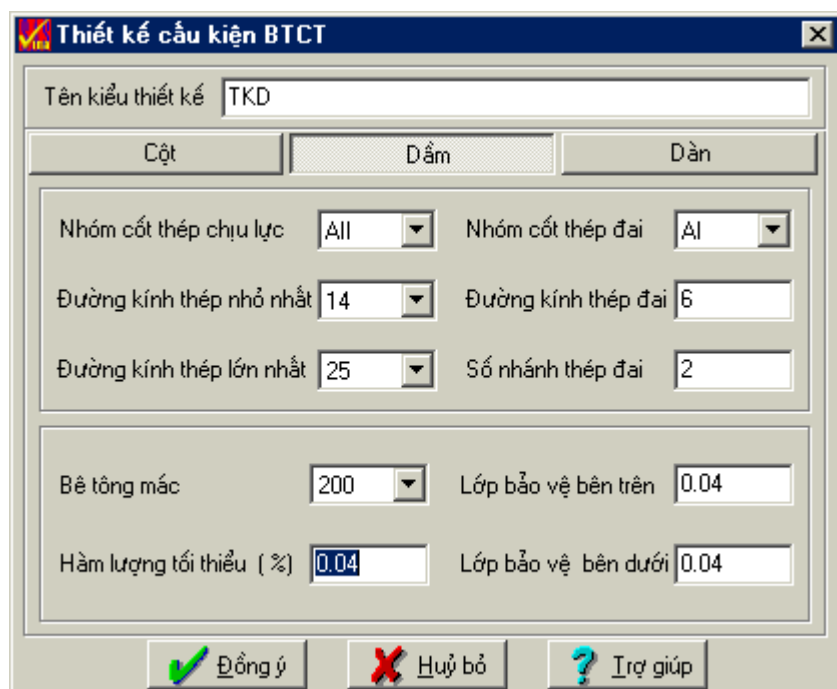 Thiết kế cấu kiện BTCT
Tên kiểu thiết kế TKD
Cột Dầm Dàn
Nhóm cốt thép chịu lực AII Nhóm cốt thép đai AI
Đường kính thép nhỏ nhất 14 Đường kính thép đai 6
Đường kính thép lớn nhất 25 Số nhánh thép đai 2
Bê tông mác 200 Lớp bảo vệ bên trên 0.04
Hàm lượng tối thiểu ( %) 0.04 Lớp bảo vệ bên dưới 0.04
Đồng ý Huỷ bỏ Trợ giúp